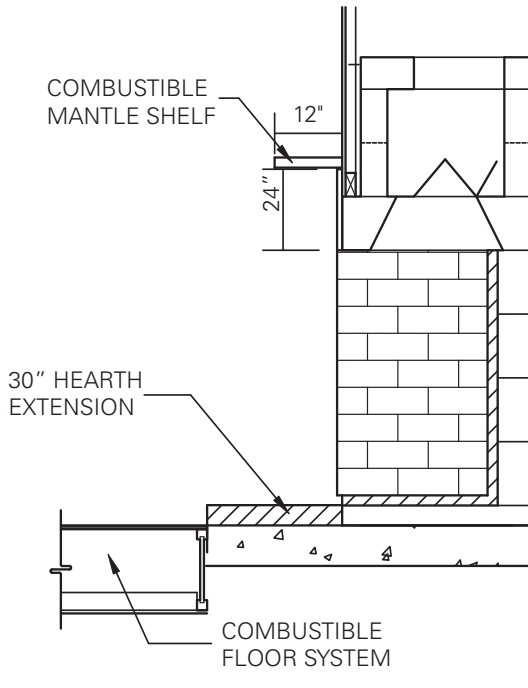 COMBUSTIBLE
MANTLE SHELF
12"
24”
30” HEARTH
EXTENSION
COMBUSTIBLE
FLOOR SYSTEM